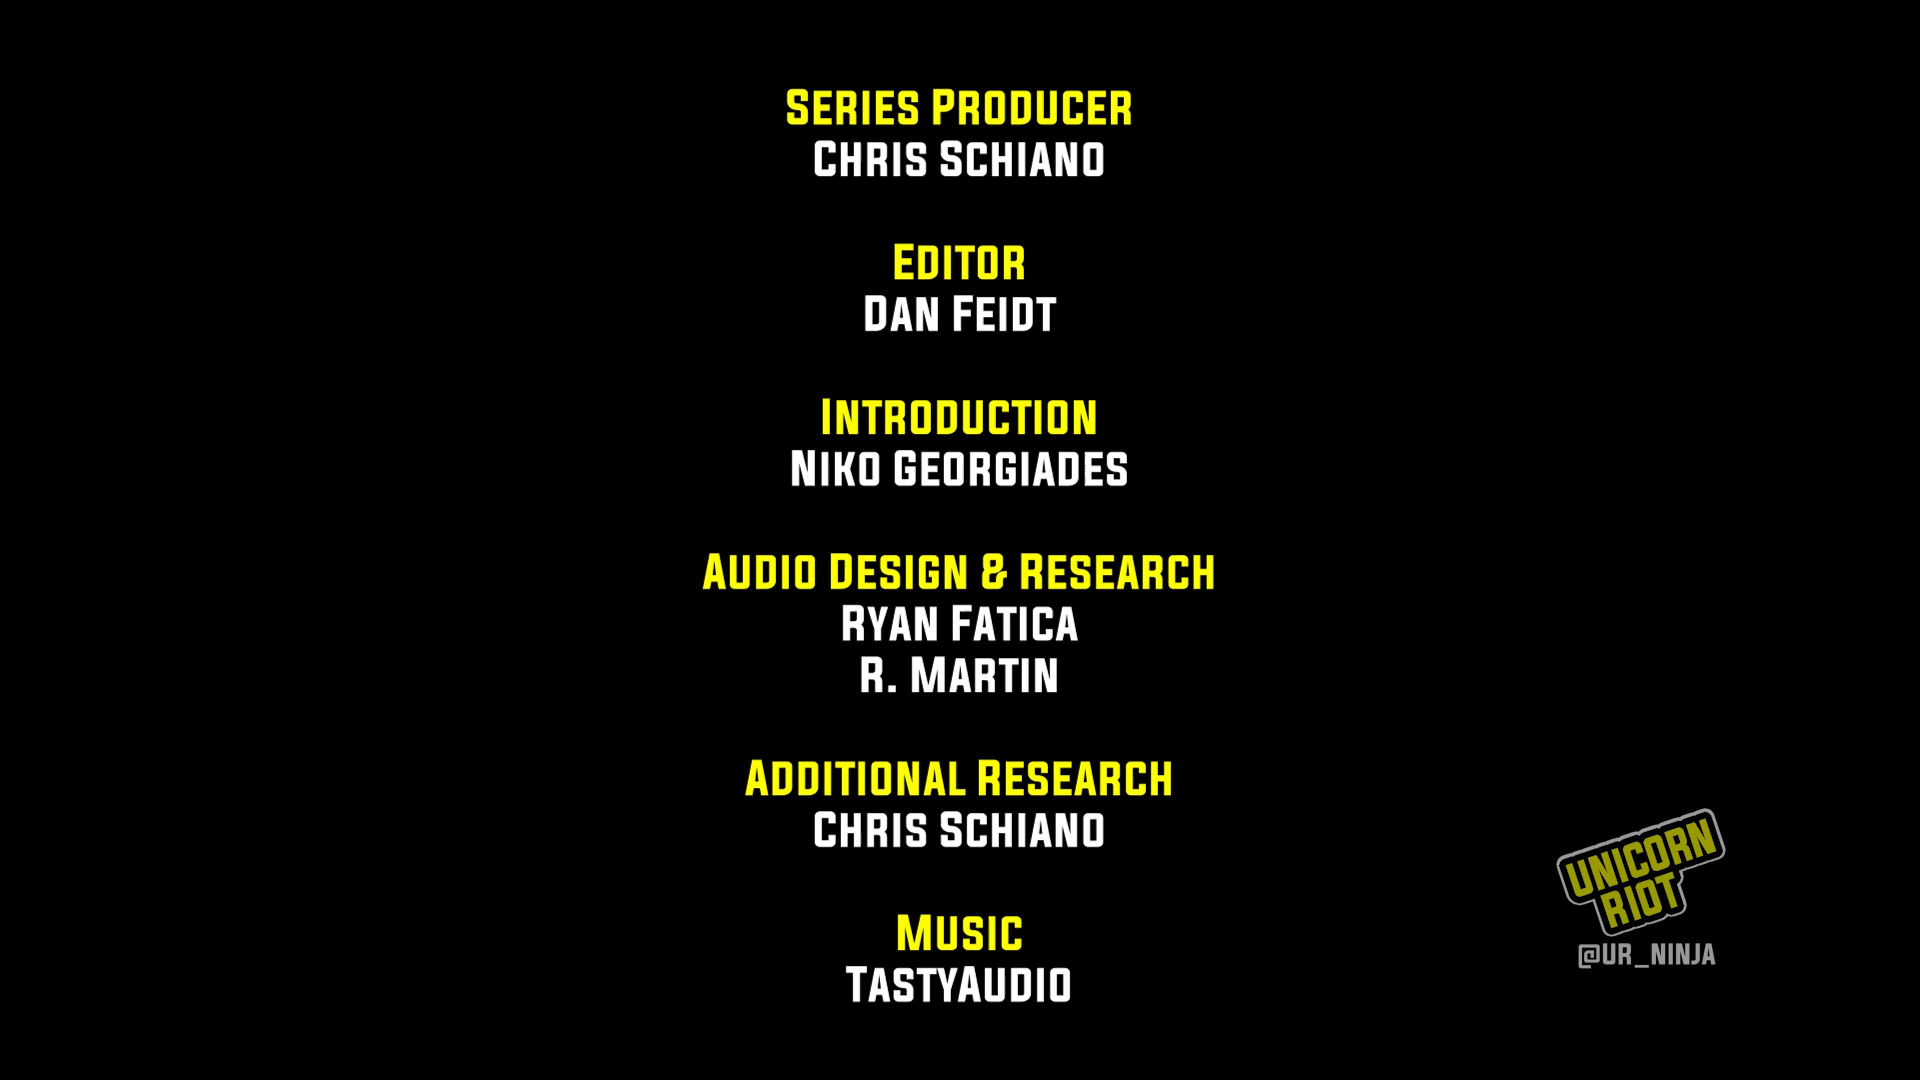 Series Producer
Chris Schiano
Editor
Dan Feidt
Introduction
Niko Georgiades
Audio Design & Research
Ryan Fatica
R. Martin
Additional Research
Chris Schiano
Music
TastyAudio
UNICORN
RIOT
@UR_NINJA